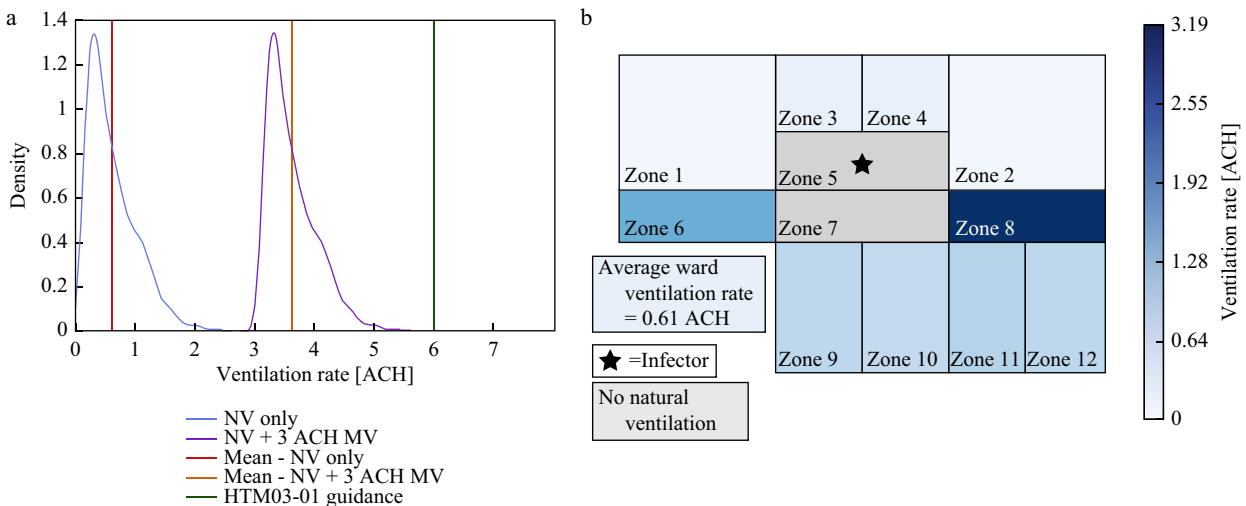 a
1.4
1.2
1
0.8
0.6
0.4
0.2
0
Density
0 1 2 3 4 5 6 7
Ventilation rate [ACH]
NV only
NV + 3 ACH MV
Mean - NV only
Mean - NV + 3 ACH MV
HTM03-01 guidance
b
Zone 3
Zone 4
Zone 1
Zone 5
Zone 2
Zone 6
Zone 7
Zone 8
Average ward
ventilation rate
= 0.61 ACH
=Infector
No natural
ventilation
Zone 9
Zone 10
Zone 11
Zone 12
3.19
2.55
1.92
1.28
0.64
0
Ventilation rate [ACH]